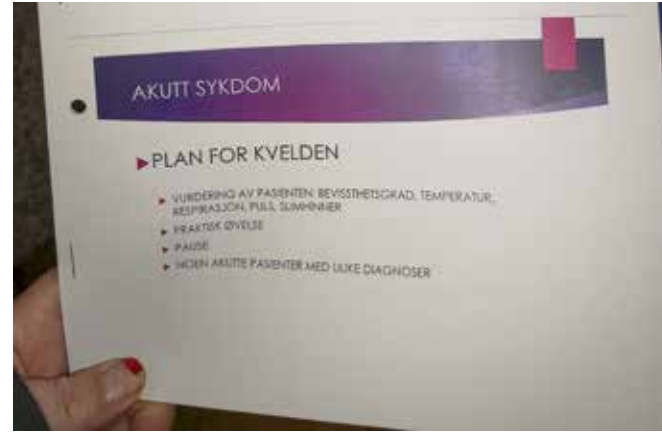 AKUTT SYKDOM
PLAN FOR KVELDEN
VURDERING AV PASIENTEN: BEVISSTHETSGRAD, TEMPERATUR,
RESPIRASJON, PULS, SLIMHINNER
PRAKTISK ØVELSE
PAUSE
NOEN AKUTTE PASIENTER MED ULIKE DIAGNOSER